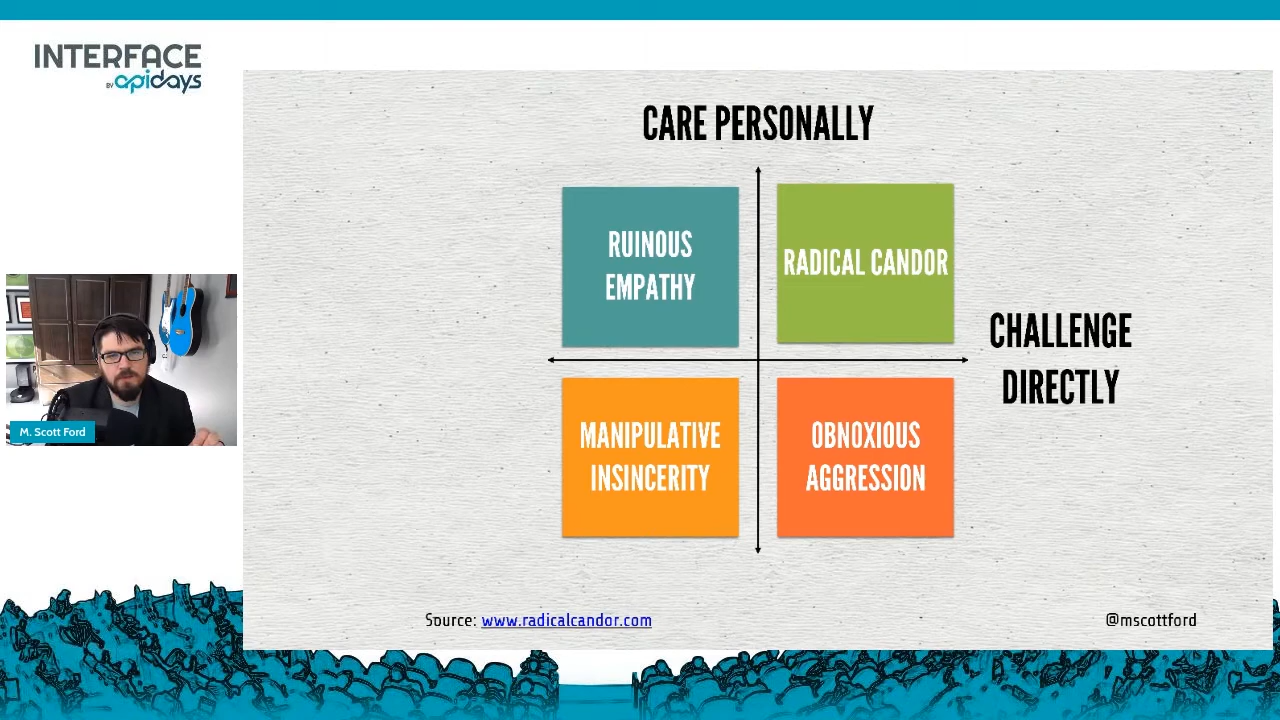 INTERFACE
BY apidays
CARE PERSONALLY
RUINOUS
EMPATHY
RADICAL CANDOR
CHALLENGE
DIRECTLY
MANIPULATIVE
INSINCERITY
OBNOXIOUS
AGGRESSION
M. Scott Ford
Source: www.radicalcandor.com
@mscottford